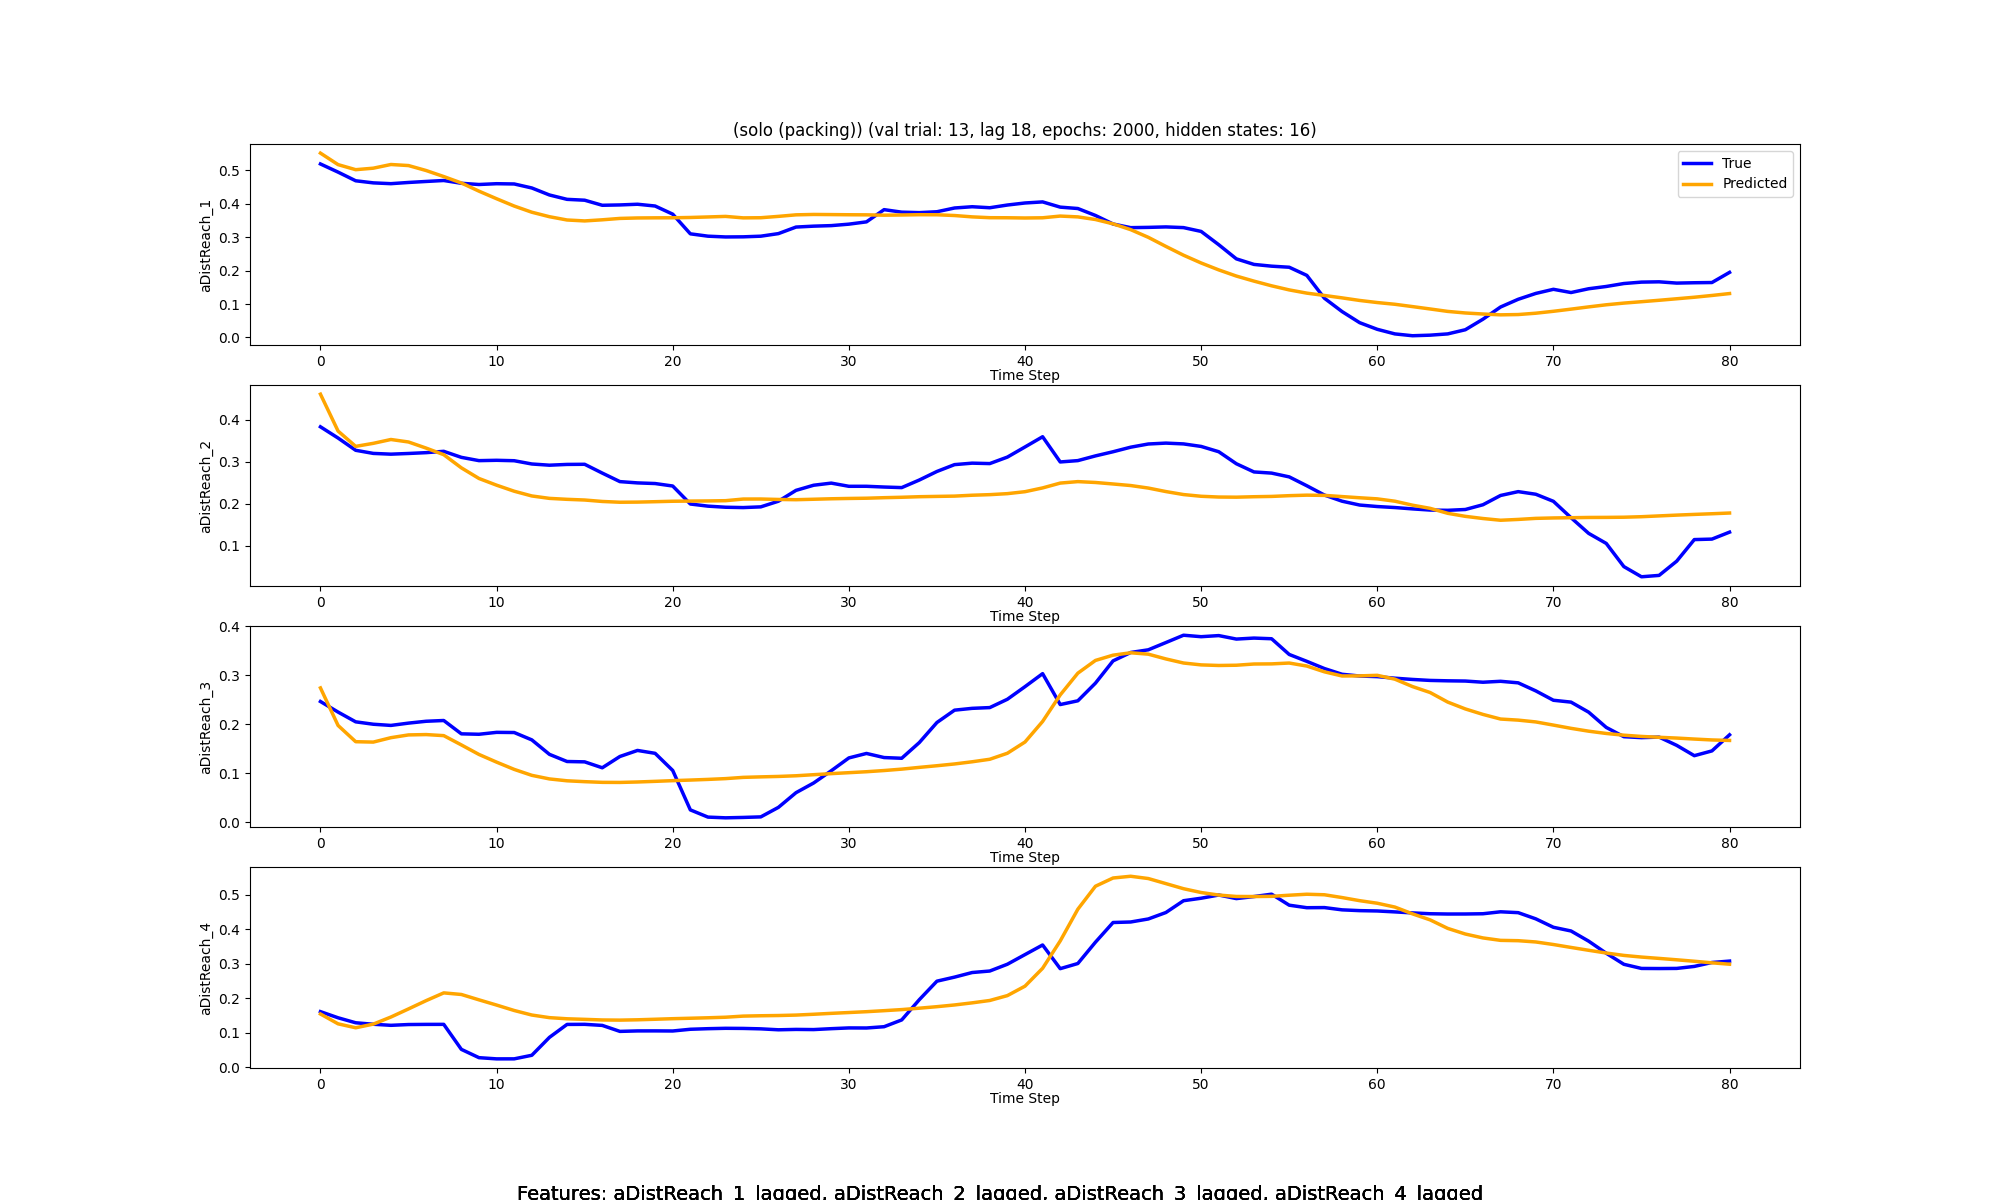 (solo (packing)) (val trial: 13, lag 18, epochs: 2000, hidden states: 16)
True
Predicted
aDistReach_1
0.5
0.4
0.3
0.2
0.1
0.0
0 10 20 30 40 50 60 70 80
Time Step
aDistReach_2
0.4
0.3
0.2
0.1
0 10 20 30 40 50 60 70 80
Time Step
aDistReach_3
0.4
0.3
0.2
0.1
0.0
0 10 20 30 40 50 60 70 80
Time Step
aDistReach_4
0.5
0.4
0.3
0.2
0.1
0.0
0 10 20 30 40 50 60 70 80
Time Step
Features: aDistReach_1_lagged, aDistReach_2_lagged, aDistReach_3_lagged, aDistReach_4_lagged